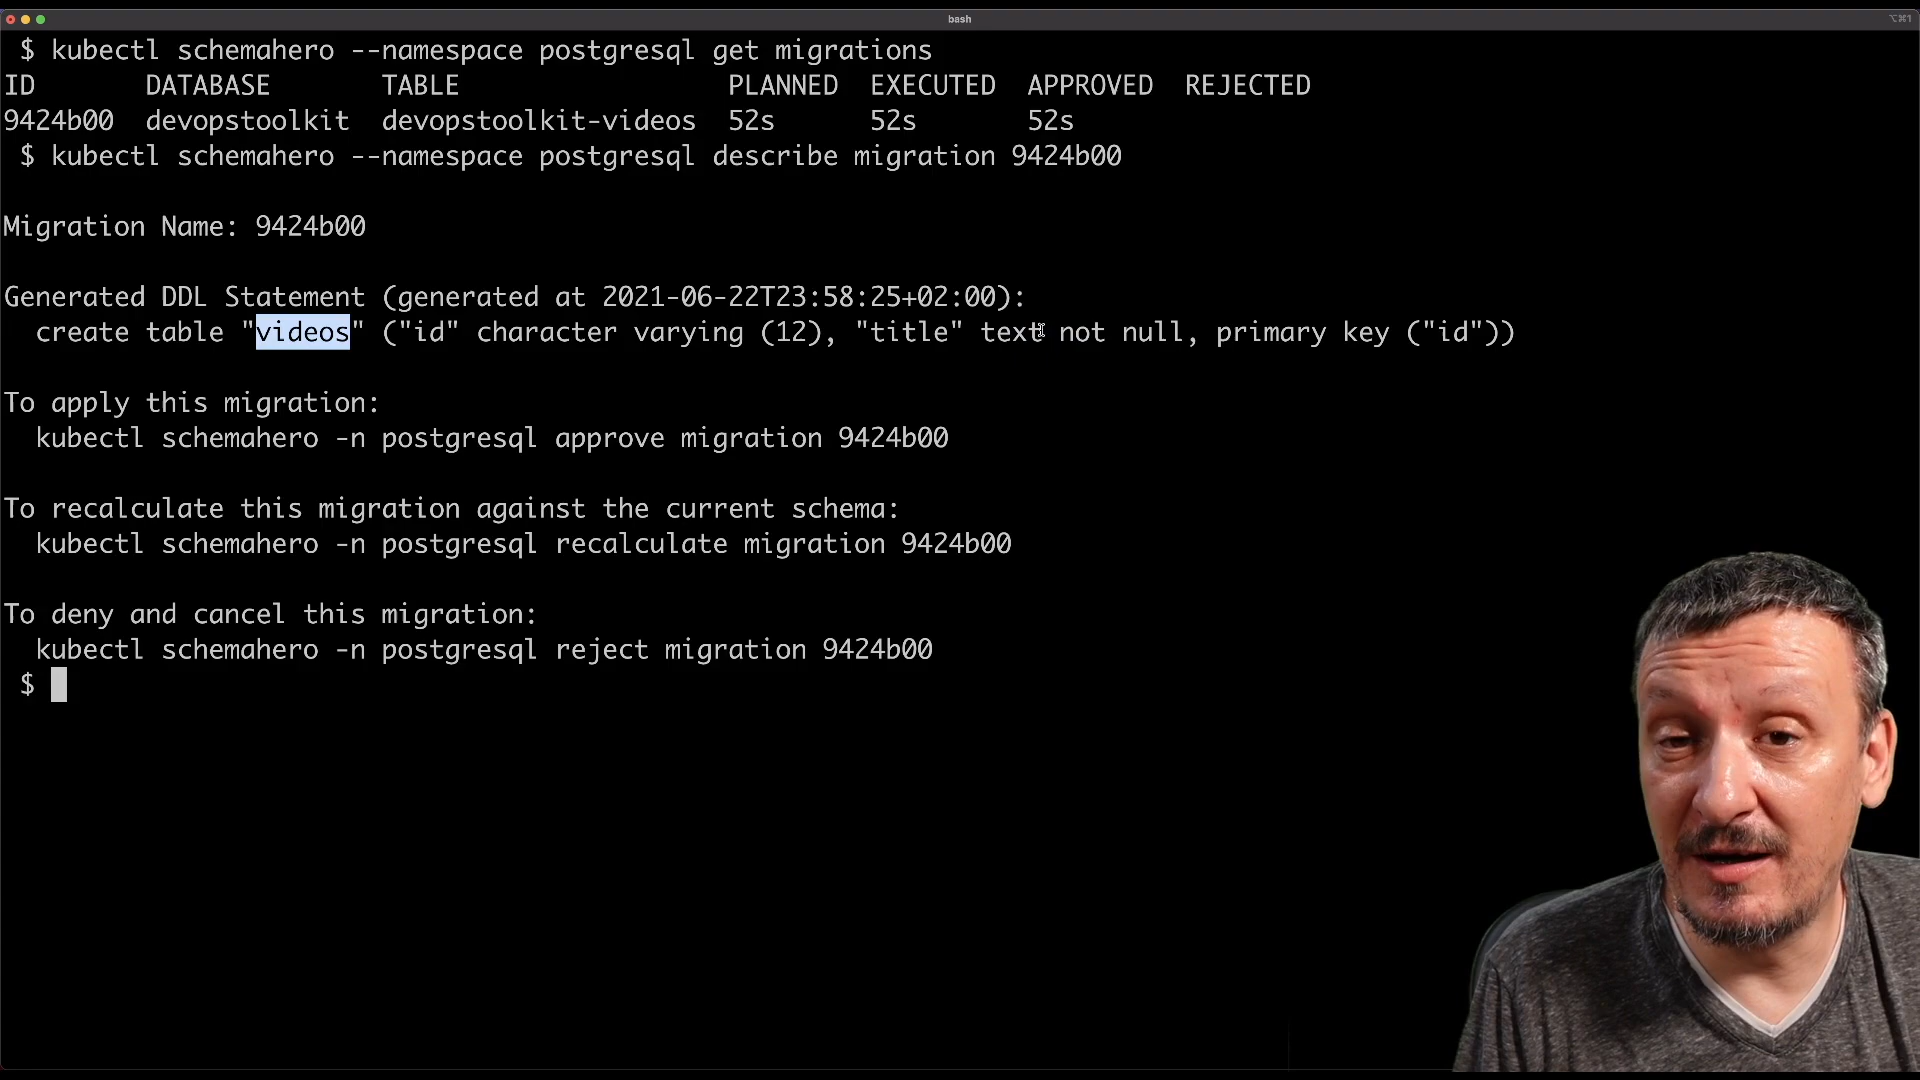 bash
⌥⌘1
$ kubectl schemahero --namespace postgresql get migrations
ID DATABASE TABLE PLANNED EXECUTED APPROVED REJECTED
9424b00 devopstoolkit devopstoolkit-videos 52s 52s 52s
$ kubectl schemahero --namespace postgresql describe migration 9424b00
Migration Name: 9424b00
Generated DDL Statement (generated at 2021-06-22T23:58:25+02:00):
create table "videos" ("id" character varying (12), "title" text not null, primary key ("id"))
To apply this migration:
kubectl schemahero -n postgresql approve migration 9424b00
To recalculate this migration against the current schema:
kubectl schemahero -n postgresql recalculate migration 9424b00
To deny and cancel this migration:
kubectl schemahero -n postgresql reject migration 9424b00
$